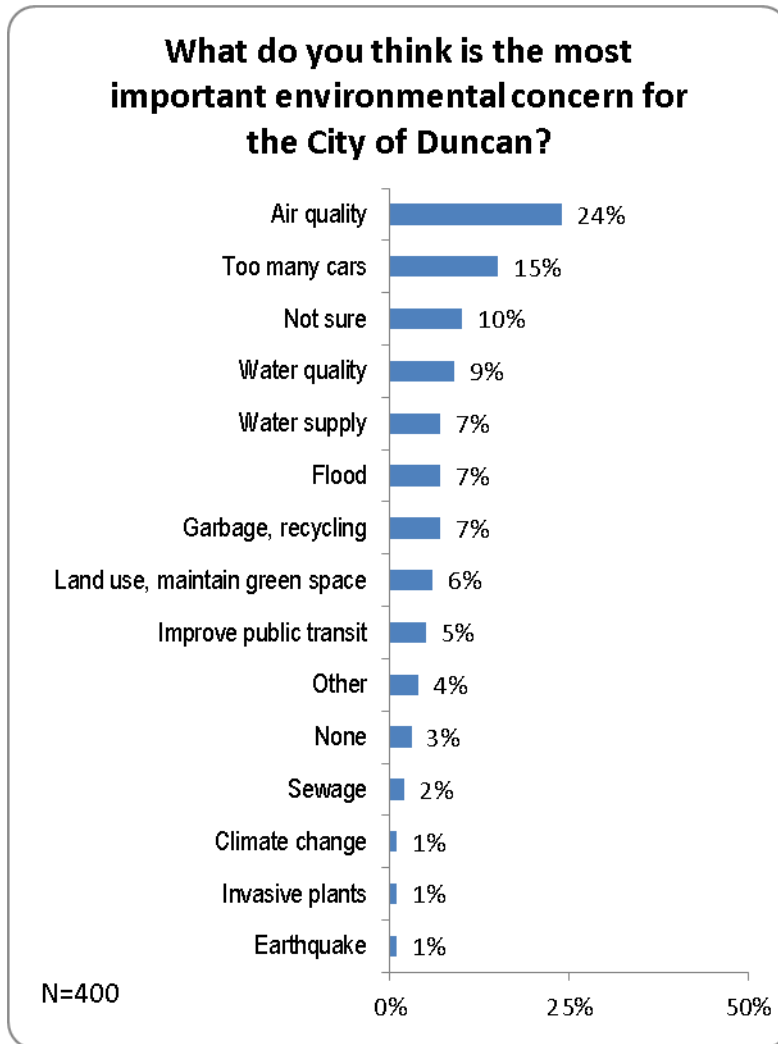 What do you think is the most
important environmental concern for
the City of Duncan?
Air quality 24%
Too many cars 15%
Not sure 10%
Water quality 9%
Water supply 7%
Flood 7%
Garbage, recycling 7%
Land use, maintain green space 6%
Improve public transit 5%
Other 4%
None 3%
Sewage 2%
Climate change 1%
Invasive plants 1%
Earthquake 1%
N=400
0% 25% 50%